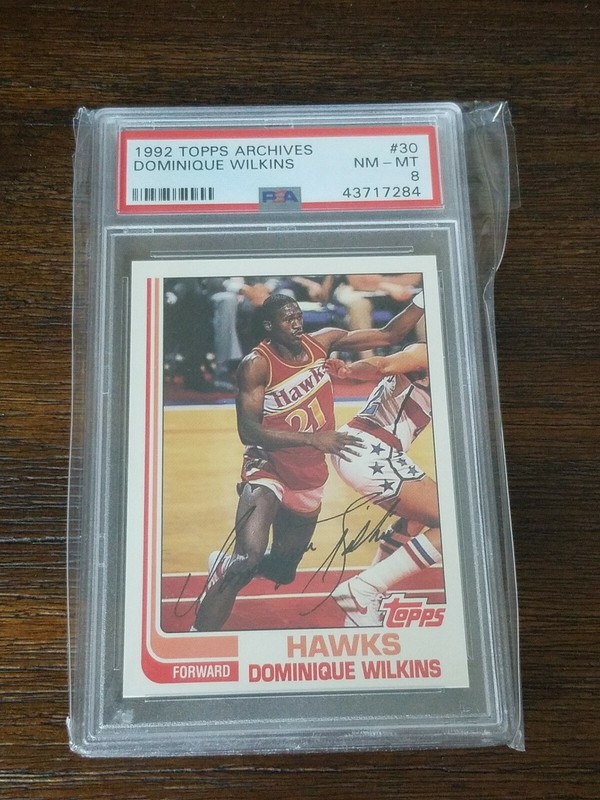 1992 TOPPS ARCHIVES #30
DOMINIQUE WILKINS NM – MT
8
PSA 43717284
Hawks
21
TOPPS
HAWKS
FORWARD DOMINIQUE WILKINS